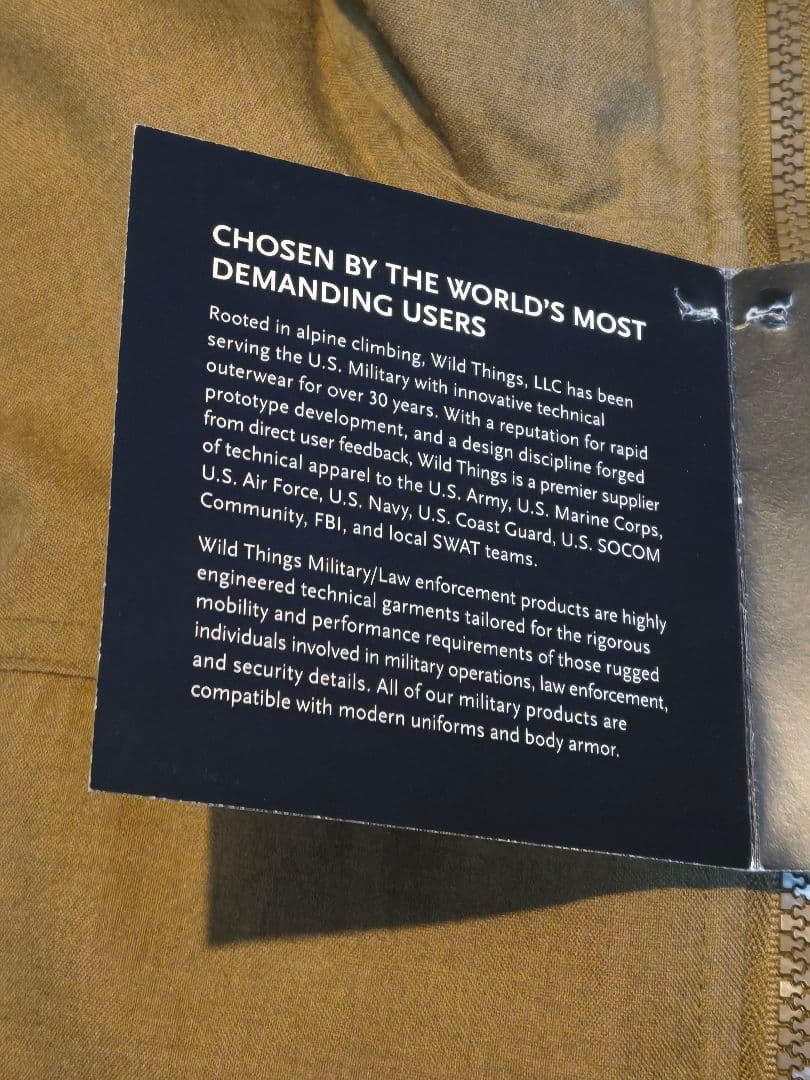 CHOSEN BY THE WORLD'S MOST
DEMANDING USERS
Rooted in alpine climbing, Wild Things, LLC has been
serving the U.S. Military with innovative technical
outerwear for over 30 years. With a reputation for rapid
prototype development, and a design discipline forged
from direct user feedback, Wild Things is a premier supplier
of technical apparel to the U.S. Army, U.S. Marine Corps,
U.S. Air Force, U.S. Navy, U.S. Coast Guard, U.S. SOCOM
Community, FBI, and local SWAT teams.
Wild Things Military/Law enforcement products are highly
engineered technical garments tailored for the rigorous
mobility and performance requirements of those rugged
individuals involved in military operations, law enforcement,
and security details. All of our military products are
compatible with modern uniforms and body armor.